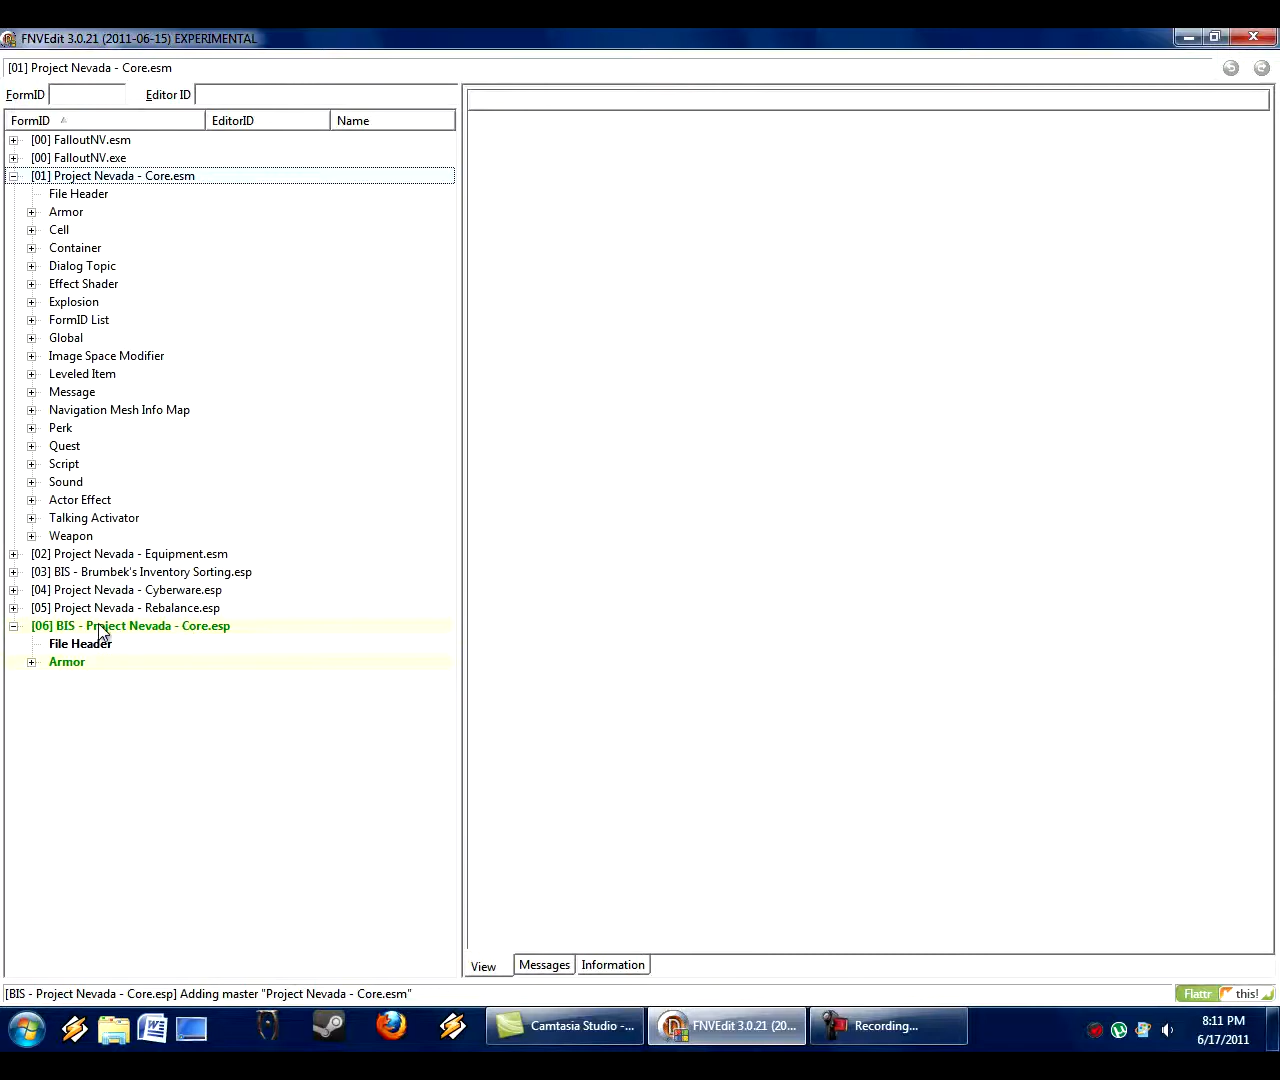 FNVEdit 3.0.21 (2011-06-15) EXPERIMENTAL
[01] Project Nevada - Core.esm
FormID
Editor ID
FormID EditorID Name
[00] FalloutNV.esm
[00] FalloutNV.exe
[01] Project Nevada - Core.esm
File Header
Armor
Cell
Container
Dialog Topic
Effect Shader
Explosion
FormID List
Global
Image Space Modifier
Leveled Item
Message
Navigation Mesh Info Map
Perk
Quest
Script
Sound
Actor Effect
Talking Activator
Weapon
[02] Project Nevada - Equipment.esm
[03] BIS - Brumbek's Inventory Sorting.esp
[04] Project Nevada - Cyberware.esp
[05] Project Nevada - Rebalance.esp
[06] BIS - Project Nevada - Core.esp
File Header
Armor
View Messages Information
[BIS - Project Nevada - Core.esp] Adding master "Project Nevada - Core.esm"
Flattr this!
Camtasia Studio -...
FNVEdit 3.0.21 (20...
Recording...
8:11 PM
6/17/2011